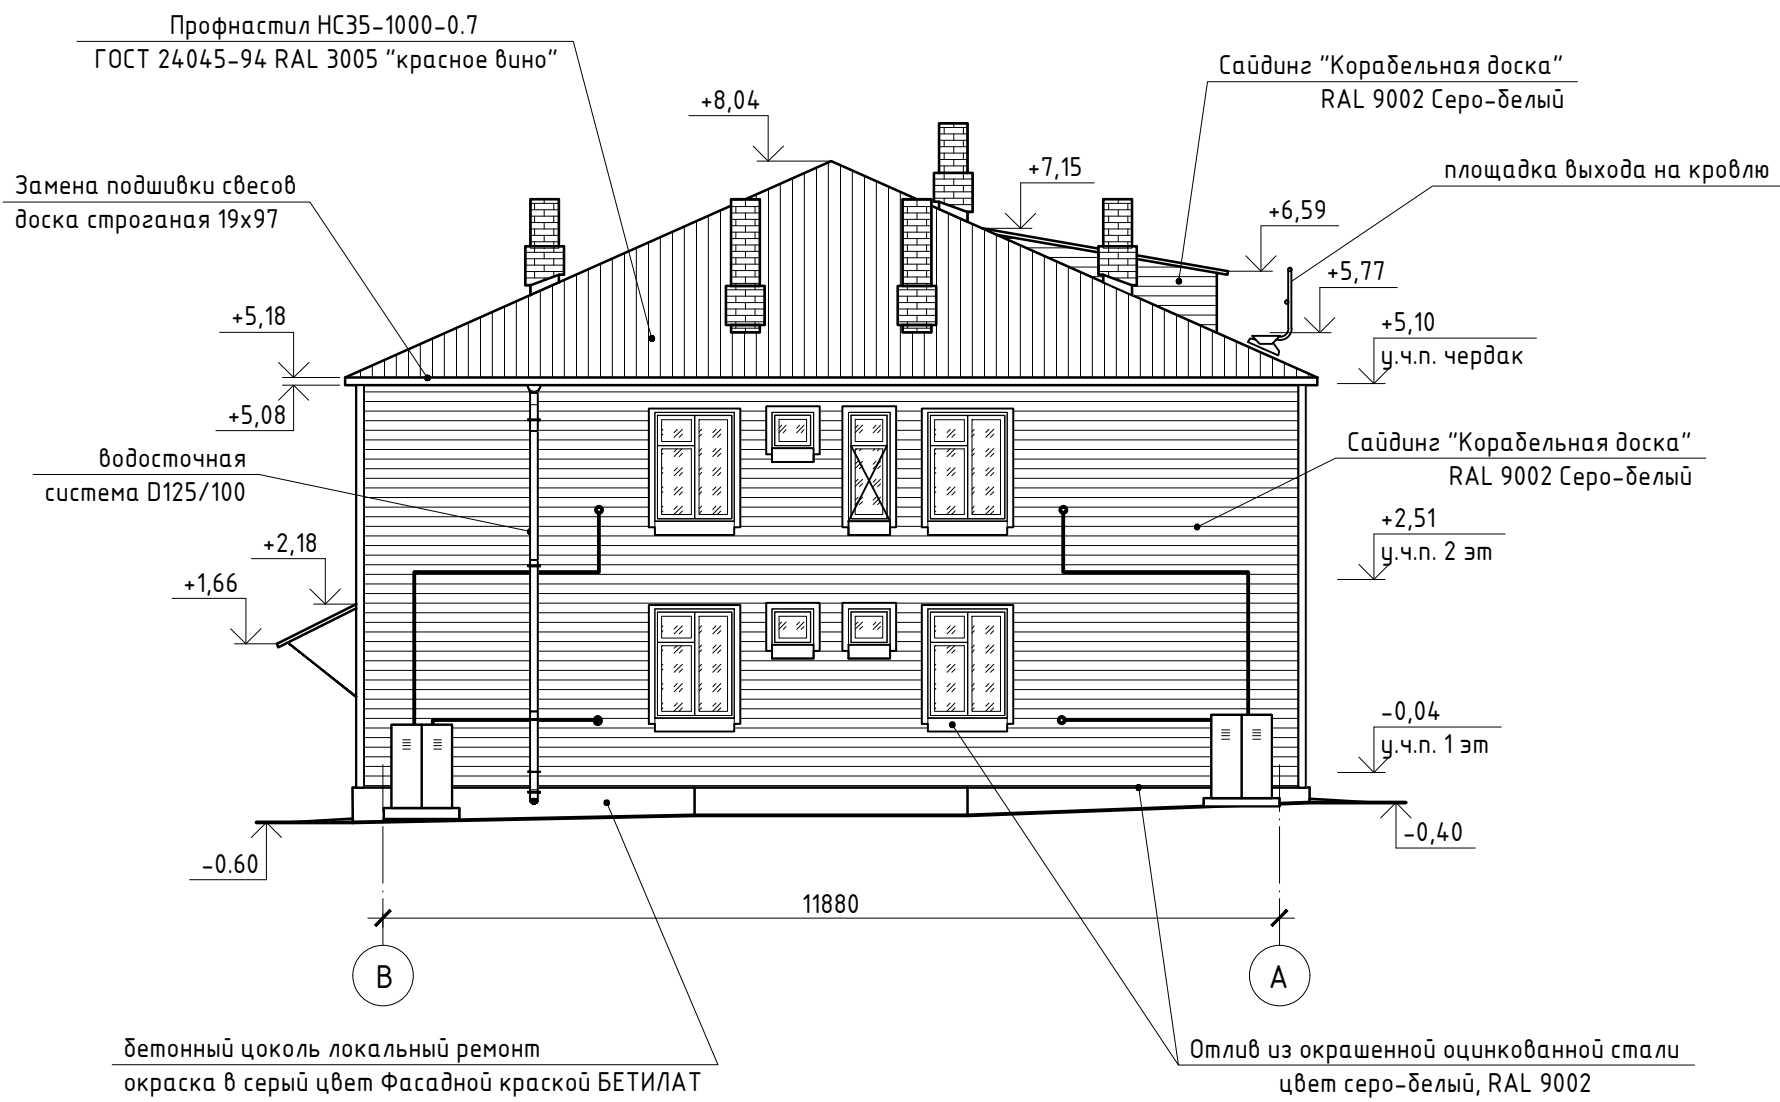 Профнастил НС35-1000-0.7
ГОСТ 24045-94 RAL 3005 "красное вино"
Сайдинг "Корабельная доска"
RAL 9002 Серо-белый
+8,04
+7,15
площадка выхода на кровлю
Замена подшивки свесов
доска строганая 19х97
+6,59
+5,77
+5,18
+5,10
у.ч.п. чердак
+5,08
водосточная
система D125/100
Сайдинг "Корабельная доска"
RAL 9002 Серо-белый
+2,51
у.ч.п. 2 эт
+2,18
+1,66
-0,04
у.ч.п. 1 эт
-0,40
-0.60
11880
В
А
бетонный цоколь локальный ремонт
окраска в серый цвет Фасадной краской БЕТИЛАТ
Отлив из окрашенной оцинкованной стали
цвет серо-белый, RAL 9002